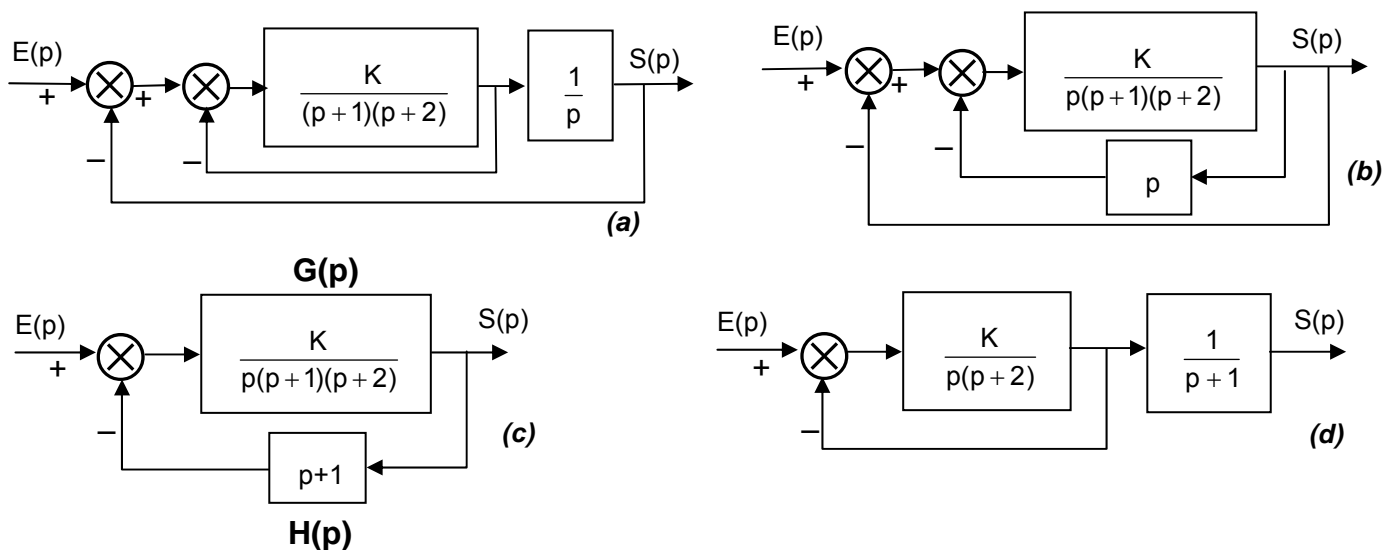 E(p)
+
−
+
−
K
(p + 1)(p + 2)
1
p
S(p)
(a)
E(p)
+
−
+
−
K
p(p + 1)(p + 2)
p
S(p)
(b)
G(p)
E(p)
+
−
K
p(p + 1)(p + 2)
S(p)
p+1
H(p)
(c)
E(p)
+
−
K
p(p + 2)
1
p + 1
S(p)
(d)